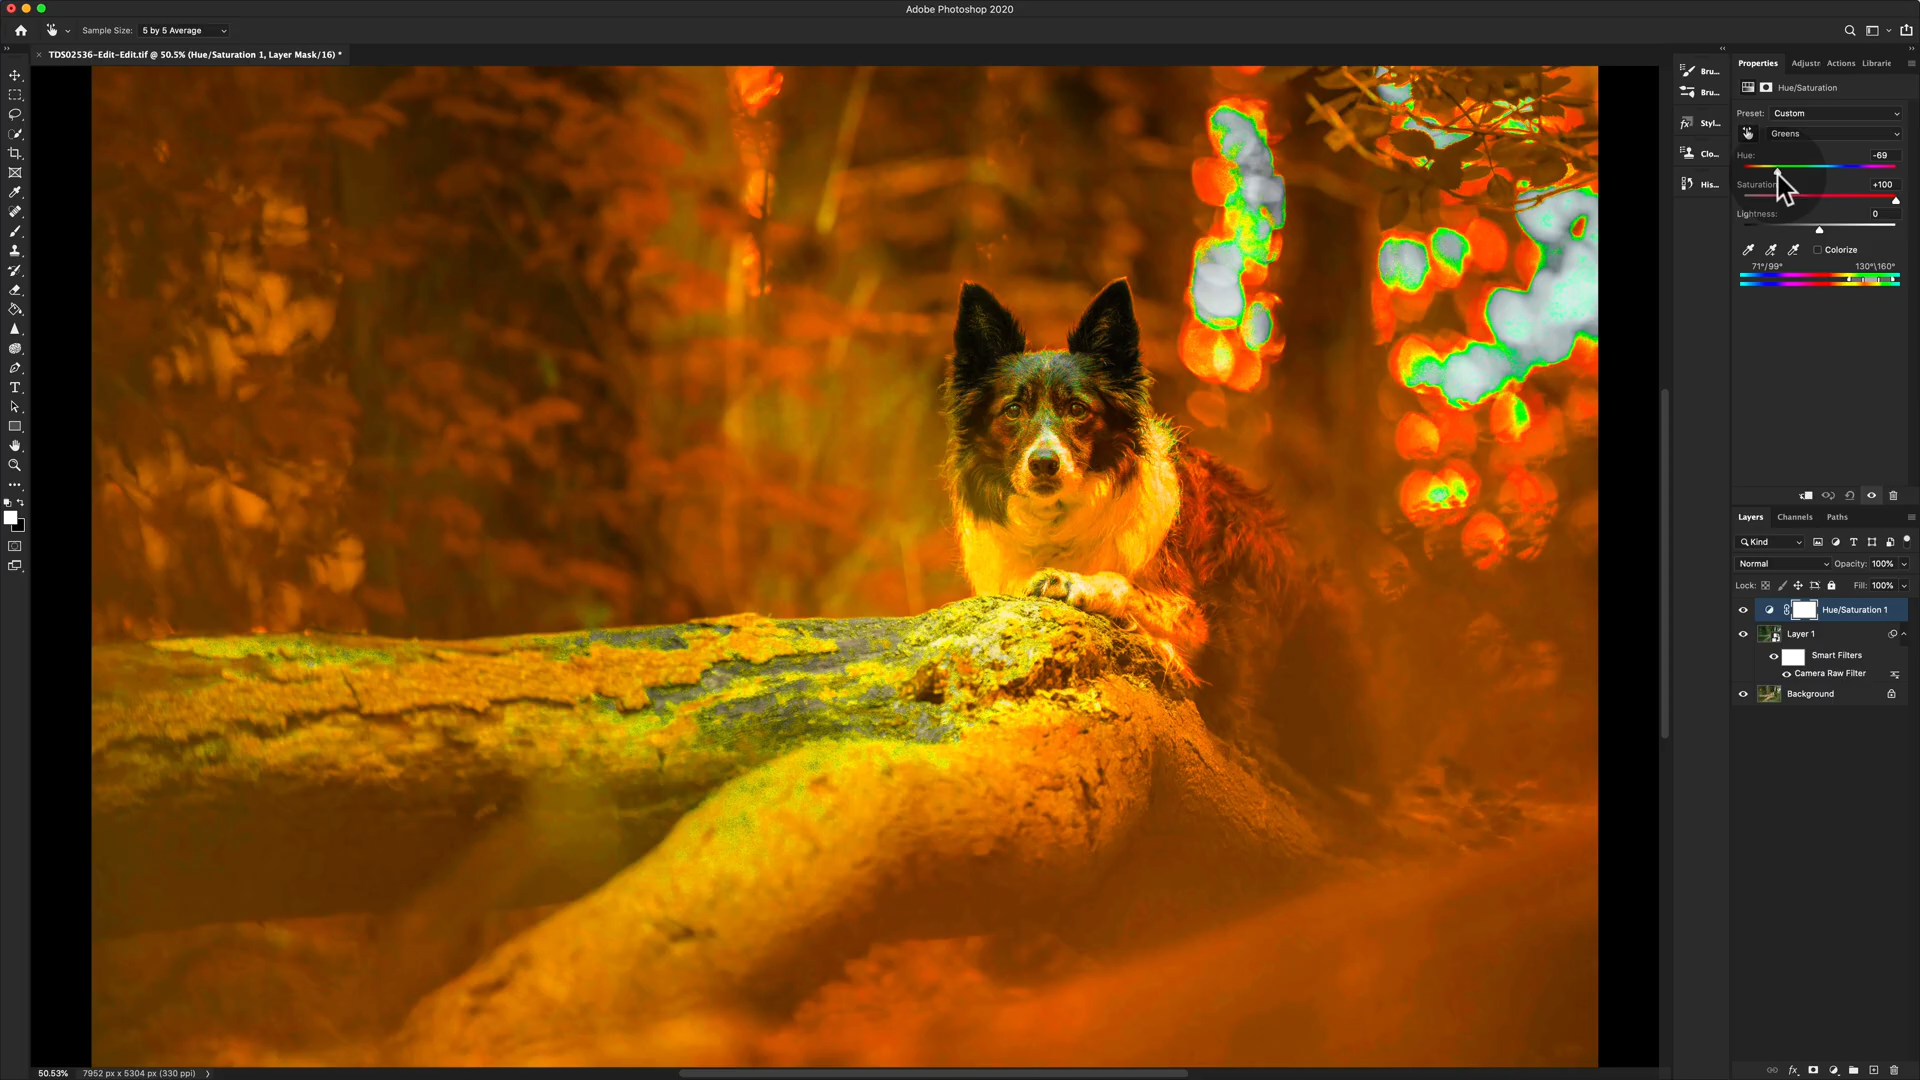 Adobe Photoshop 2020
Sample Size: 5 by 5 Average
TDS02536-Edit-Edit.tif @ 50.5% (Hue/Saturation 1, Layer Mask/16) *
Bru...
Bru...
Styl...
Clo...
His...
Properties Adjustr Actions Librarie
Hue/Saturation
Preset: Custom
Greens
Hue: -69
Saturation +100
Lightness: 0
Colorize
71°/99° 130°\160°
Layers Channels Paths
Kind
Normal Opacity: 100%
Lock: Fill: 100%
Hue/Saturation 1
Layer 1
Smart Filters
Camera Raw Filter
Background
50.53% 7952 px x 5304 px (330 ppi)